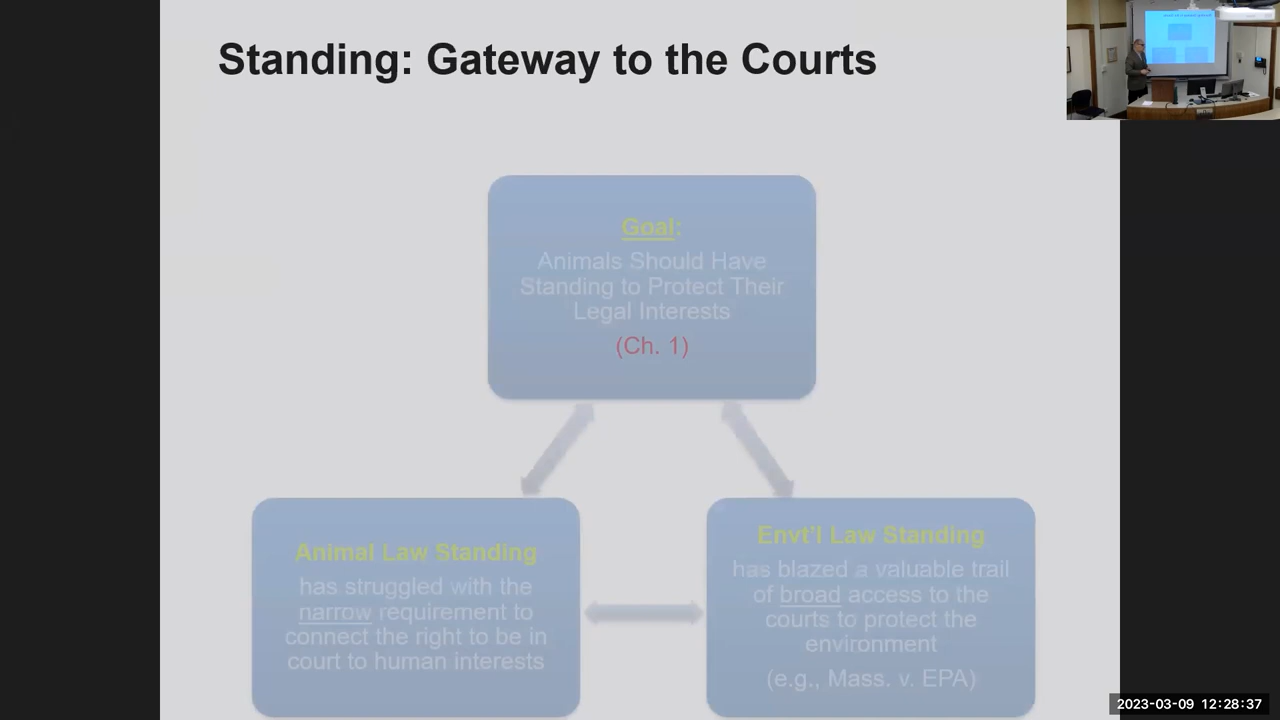 Standing: Gateway to the Courts
Goal:
Animals Should Have
Standing to Protect Their
Legal Interests
(Ch. 1)
Animal Law Standing
has struggled with the
narrow requirement to
connect the right to be in
court to human interests
Envt'l Law Standing
has blazed a valuable trail
of broad access to the
courts to protect the
environment
(e.g., Mass. v. EPA)
2023-03-09 12:28:37